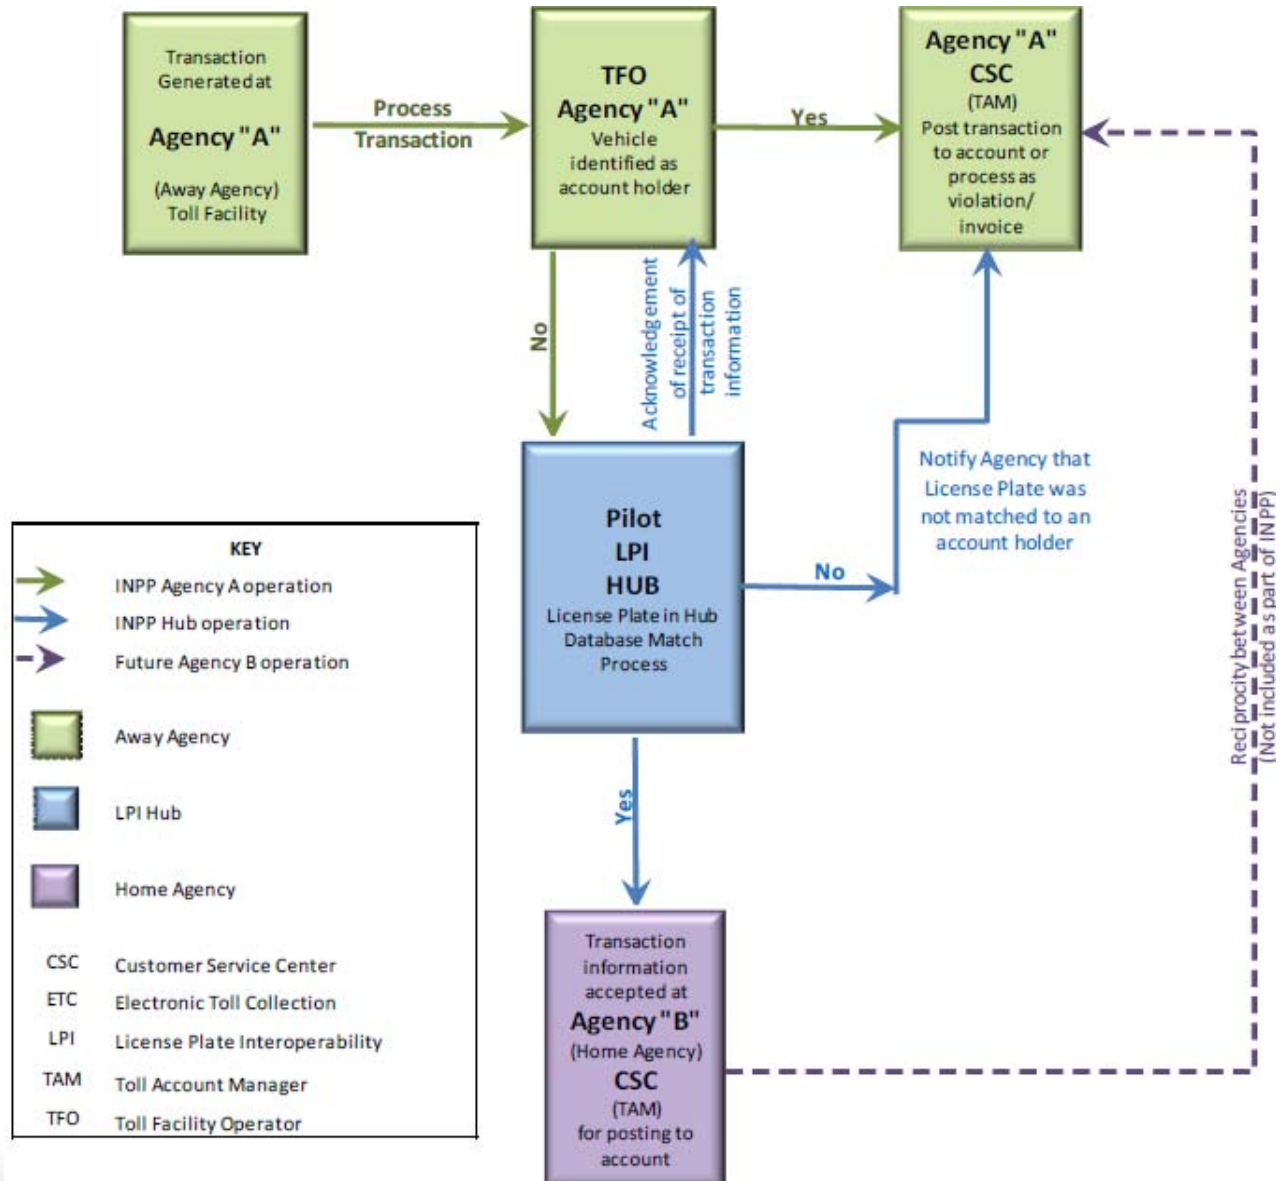 Transaction
Generated at
Agency "A"
(Away Agency)
Toll Facility
Process
Transaction
TFO
Agency "A"
Vehicle
identified as
account holder
Yes
Agency "A"
CSC
(TAM)
Post transaction
to account or
process as
violation/
invoice
No
Acknowledgement
of receipt of
transaction
information
Pilot
LPI
HUB
License Plate in Hub
Database Match
Process
No
Notify Agency that
License Plate was
not matched to an
account holder
Reciprocity between Agencies
(Not included as part of INPP)
Yes
Transaction
information
accepted at
Agency "B"
(Home Agency)
CSC
(TAM)
for posting to
account
KEY
INPP Agency A operation
INPP Hub operation
Future Agency B operation
Away Agency
LPI Hub
Home Agency
CSC Customer Service Center
ETC Electronic Toll Collection
LPI License Plate Interoperability
TAM Toll Account Manager
TFO Toll Facility Operator